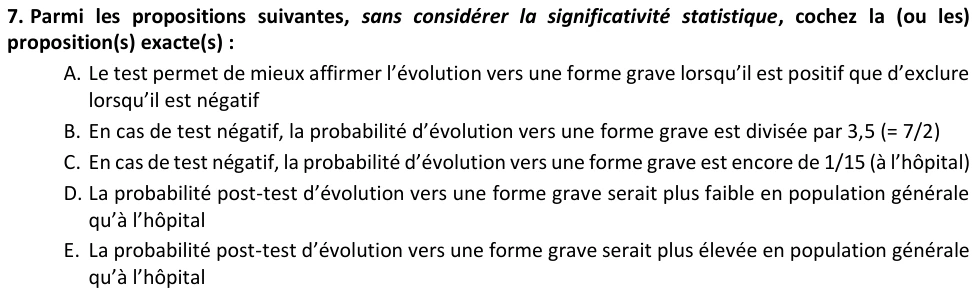 7. Parmi les propositions suivantes, sans considérer la significativité statistique, cochez la (ou les)
proposition(s) exacte(s) :
A. Le test permet de mieux affirmer l’évolution vers une forme grave lorsqu’il est positif que d’exclure
lorsqu’il est négatif
B. En cas de test négatif, la probabilité d’évolution vers une forme grave est divisée par 3,5 (= 7/2)
C. En cas de test négatif, la probabilité d’évolution vers une forme grave est encore de 1/15 (à l’hôpital)
D. La probabilité post-test d’évolution vers une forme grave serait plus faible en population générale
qu’à l’hôpital
E. La probabilité post-test d’évolution vers une forme grave serait plus élevée en population générale
qu’à l’hôpital